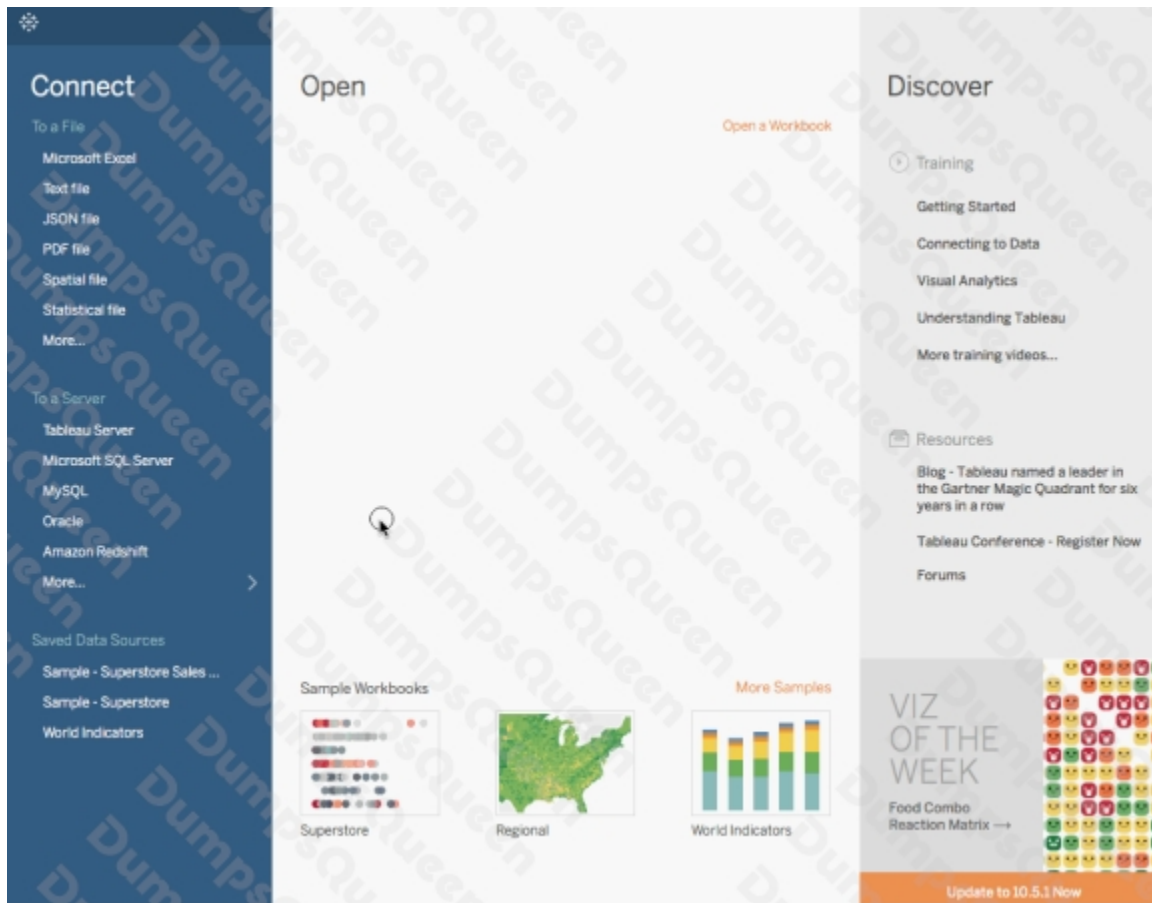 Connect
To a File
Microsoft Excel
Text file
JSON file
PDF file
Spatial file
Statistical file
More...
To a Server
Tableau Server
Microsoft SQL Server
MySQL
Oracle
Amazon Redshift
More...
Saved Data Sources
Sample - Superstore Sales ...
Sample - Superstore
World Indicators
Open
Open a Workbook
Sample Workbooks
More Samples
Superstore
Regional
World Indicators
Discover
Training
Getting Started
Connecting to Data
Visual Analytics
Understanding Tableau
More training videos...
Resources
Blog - Tableau named a leader in
the Gartner Magic Quadrant for six
years in a row
Tableau Conference - Register Now
Forums
VIZ
OF THE
WEEK
Food Combo
Reaction Matrix →
Update to 10.5.1 Now
DumpsQueen